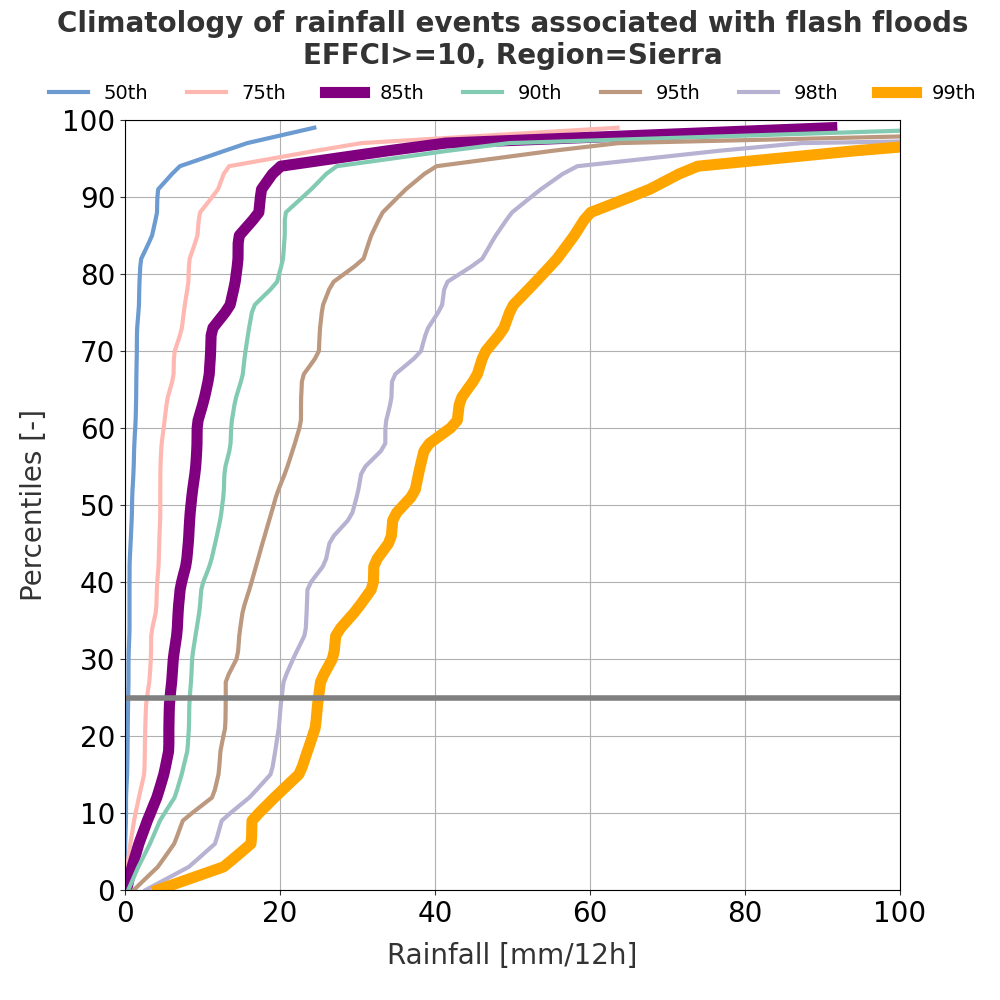 Climatology of rainfall events associated with flash floods
EFFCI>=10, Region=Sierra
50th 75th 85th 90th 95th 98th 99th
100
90
80
70
60
50
40
30
20
10
0
Percentiles [-]
0 20 40 60 80 100
Rainfall [mm/12h]